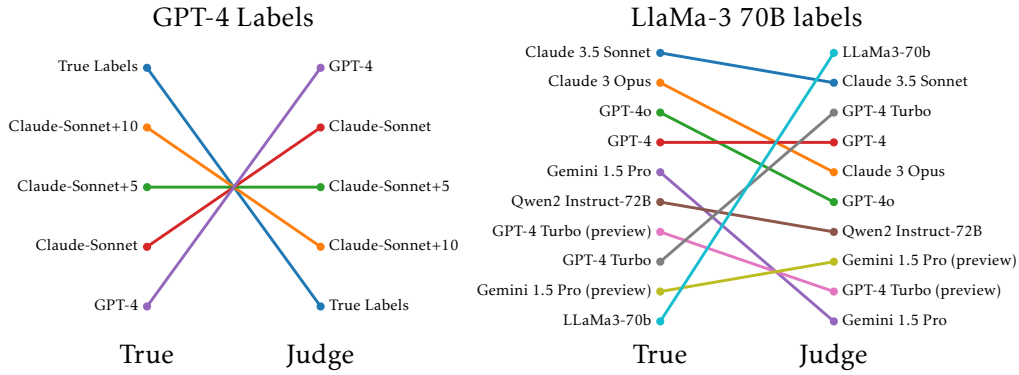 GPT-4 Labels
True Labels
Claude-Sonnet+10
Claude-Sonnet+5
Claude-Sonnet
GPT-4
GPT-4
Claude-Sonnet
Claude-Sonnet+5
Claude-Sonnet+10
True Labels
True
Judge
LlaMa-3 70B labels
Claude 3.5 Sonnet
Claude 3 Opus
GPT-4o
GPT-4
Gemini 1.5 Pro
Qwen2 Instruct-72B
GPT-4 Turbo (preview)
GPT-4 Turbo
Gemini 1.5 Pro (preview)
LLaMa3-70b
LLaMa3-70b
Claude 3.5 Sonnet
GPT-4 Turbo
GPT-4
Claude 3 Opus
GPT-4o
Qwen2 Instruct-72B
Gemini 1.5 Pro (preview)
GPT-4 Turbo (preview)
Gemini 1.5 Pro
True
Judge